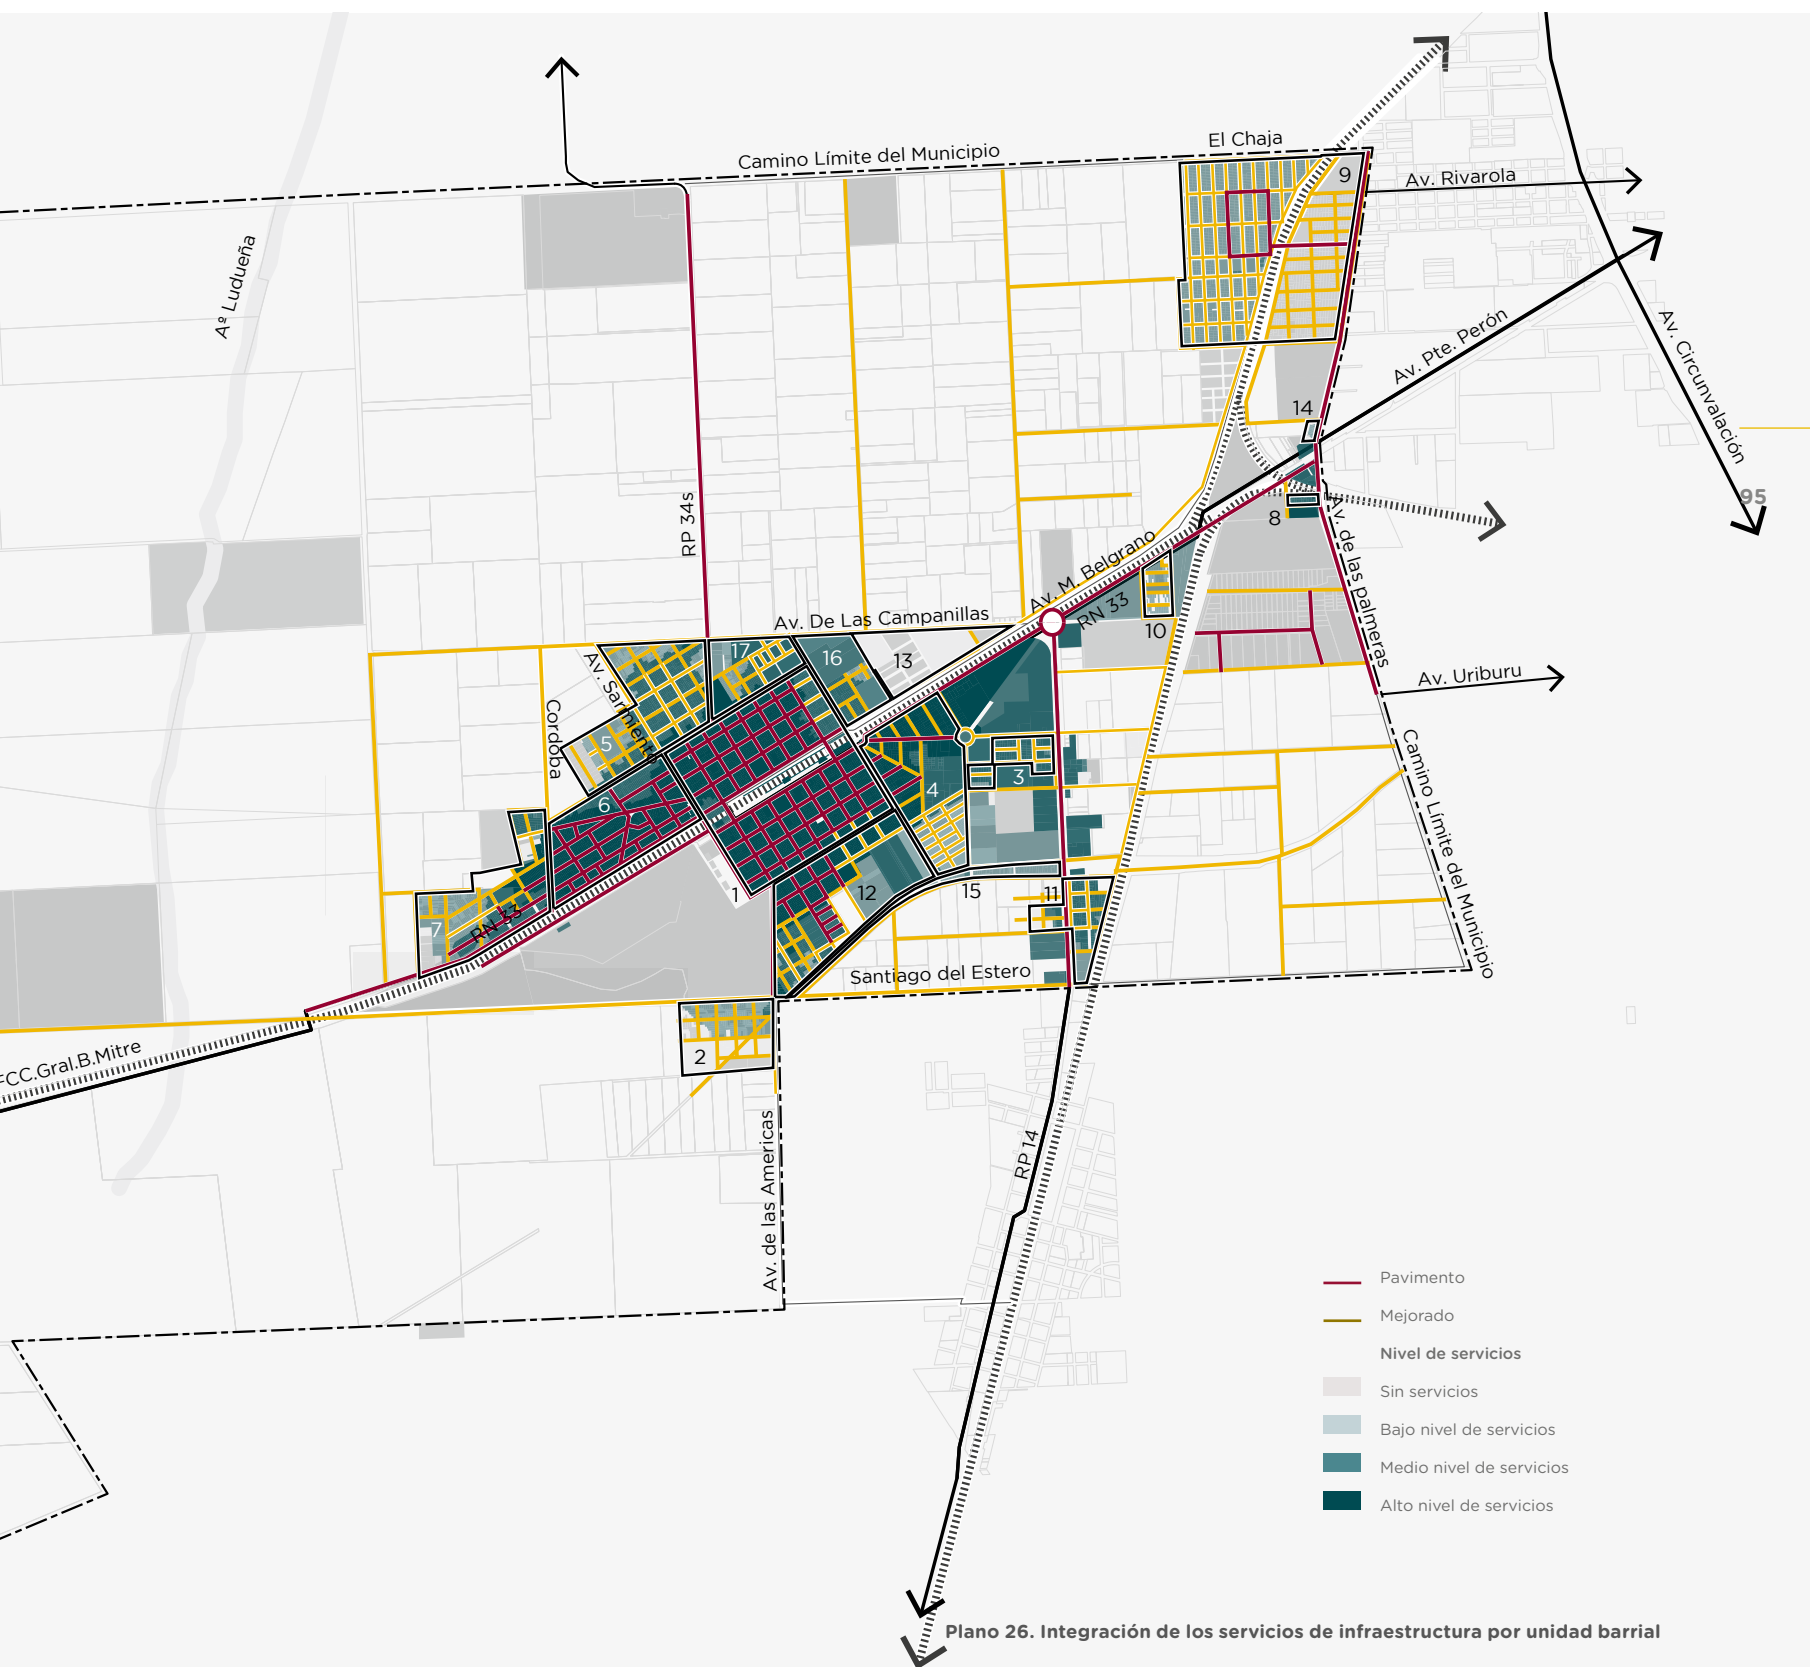 El Chaja
Camino Límite del Municipio
9
Av. Rivarola
Aº Ludueña
Av. Pte. Perón
Av. Circunvalación
14
95
RP 34s
8
Av. de las palmeras
Av. M. Belgrano
RN 33
10
Av. De Las Campanillas
17
16
13
Av. Sarmiento
Av. Uriburu
Cordoba
5
3
4
6
Camino Límite del Municipio
1
12
15
11
7
RN 33
Santiago del Estero
2
FCC.Gral.B.Mitre
Av. de las Americas
RP 14
Pavimento
Mejorado
Nivel de servicios
Sin servicios
Bajo nivel de servicios
Medio nivel de servicios
Alto nivel de servicios
Plano 26. Integración de los servicios de infraestructura por unidad barrial